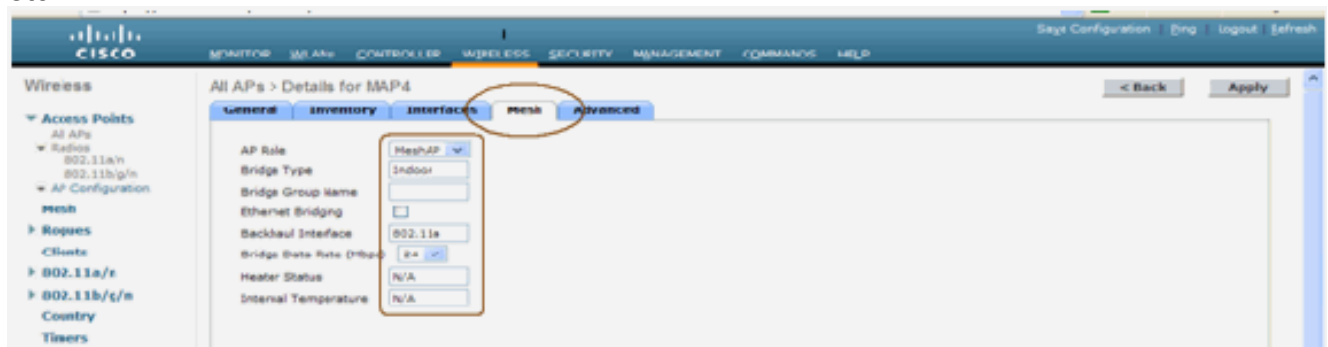 Save Configuration Ping Logout Refresh
CISCO
MONITOR WLANs CONTROLLER WIRELESS SECURITY MANAGEMENT COMMANDS HELP
Wireless
All APs > Details for MAP4
< Back Apply
General Inventory Interfaces Mesh Advanced
Access Points
All APs
Radios
802.11a/n
802.11b/g/n
AP Configuration
Mesh
Rogues
Clients
802.11a/n
802.11b/g/n
Country
Timers
AP Role MeshAP
Bridge Type Indoor
Bridge Group Name
Ethernet Bridging
Backhaul Interface 802.11a
Bridge Data Rate (Mbps) 24
Heater Status N/A
Internal Temperature N/A